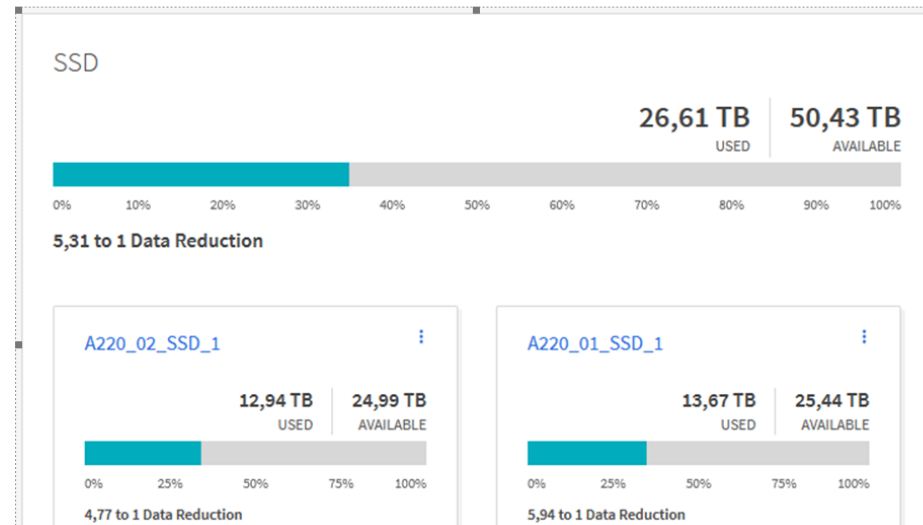 SSD
26,61 TB 50,43 TB
USED AVAILABLE
0% 10% 20% 30% 40% 50% 60% 70% 80% 90% 100%
5,31 to 1 Data Reduction
A220_02_SSD_1
12,94 TB 24,99 TB
USED AVAILABLE
0% 25% 50% 75% 100%
4,77 to 1 Data Reduction
A220_01_SSD_1
13,67 TB 25,44 TB
USED AVAILABLE
0% 25% 50% 75% 100%
5,94 to 1 Data Reduction